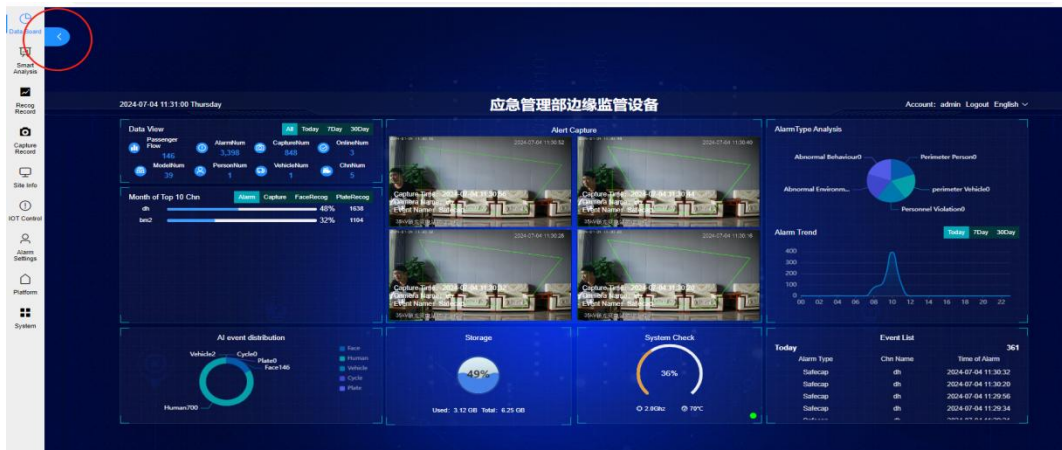 Data Board
Smart
Analysis
Recog
Record
Capture
Record
Site Info
IOT Control
Alarm
Settings
Platform
System
2024-07-04 11:31:00 Thursday
应急管理部边缘监管设备
Account: admin Logout English
Data View
All Today 7Day 30Day
Passenger
Flow
146
AlarmNum
3,398
CaptureNum
848
OnlineNum
3
ModelNum
39
PersonNum
1
VehicleNum
1
ChnNum
5
Month of Top 10 Chn
Alarm Capture FaceRecog PlateRecog
dh 48% 1638
bm2 32% 1104
AI event distribution
Vehicle2
Cycle0
Plate0
Face146
Human700
Face
Human
Vehicle
Cycle
Plate
Alert Capture
2024-07-04 11:30:52
2024-07-04 11:30:40
2024-07-04 11:30:28
2024-07-04 11:30:16
Storage
49%
Used: 3.12 GB Total: 6.25 GB
System Check
36%
2.0Ghz 70℃
AlarmType Analysis
Abnormal Behaviour0
Perimeter Person0
Abnormal Environm...
perimeter Vehicle0
Personnel Violation0
Alarm Trend
Today 7Day 30Day
400
300
200
100
0
00 02 04 06 08 10 12 14 16 18 20 22
Event List
Today 361
Alarm Type Chn Name Time of Alarm
Safecap dh 2024-07-04 11:30:32
Safecap dh 2024-07-04 11:30:20
Safecap dh 2024-07-04 11:29:56
Safecap dh 2024-07-04 11:29:34